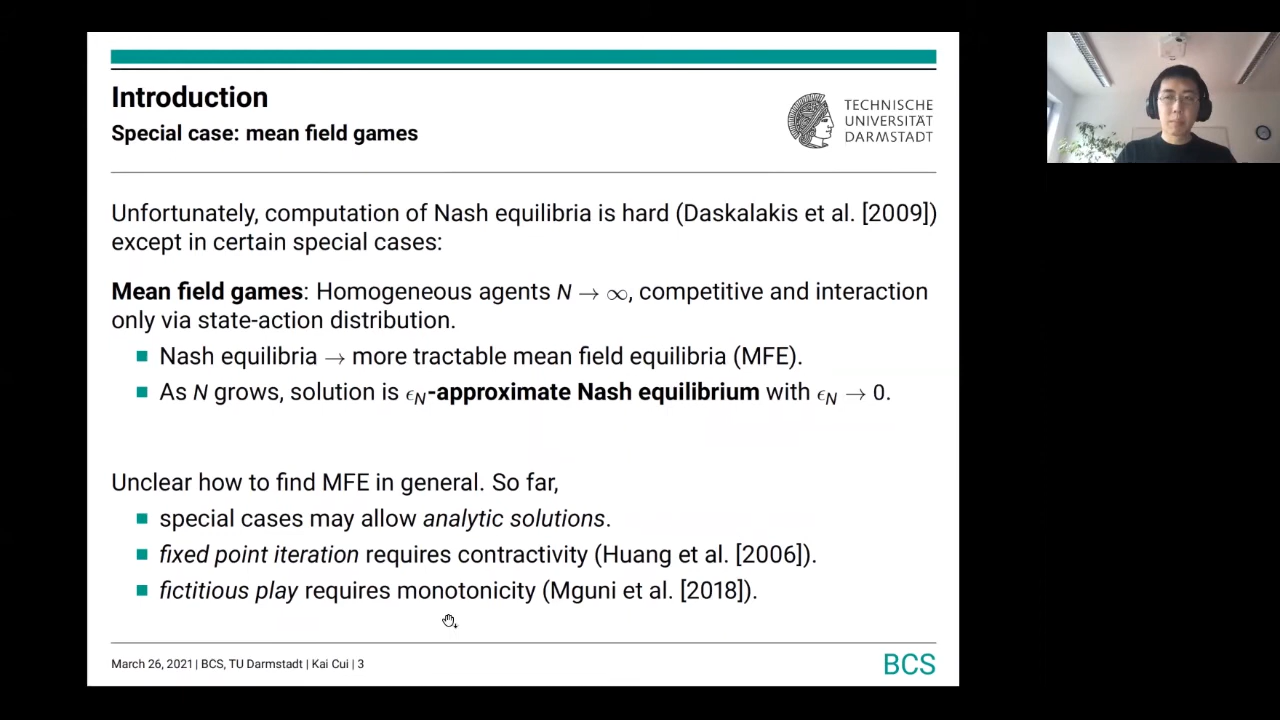 Introduction
Special case: mean field games
TECHNISCHE
UNIVERSITÄT
DARMSTADT
Unfortunately, computation of Nash equilibria is hard (Daskalakis et al. [2009])
except in certain special cases:
Mean field games: Homogeneous agents N → ∞, competitive and interaction
only via state-action distribution.
■ Nash equilibria → more tractable mean field equilibria (MFE).
■ As N grows, solution is ϵ_N-approximate Nash equilibrium with ϵ_N → 0.
Unclear how to find MFE in general. So far,
■ special cases may allow analytic solutions.
■ fixed point iteration requires contractivity (Huang et al. [2006]).
■ fictitious play requires monotonicity (Mguni et al. [2018]).
March 26, 2021 | BCS, TU Darmstadt | Kai Cui | 3
BCS